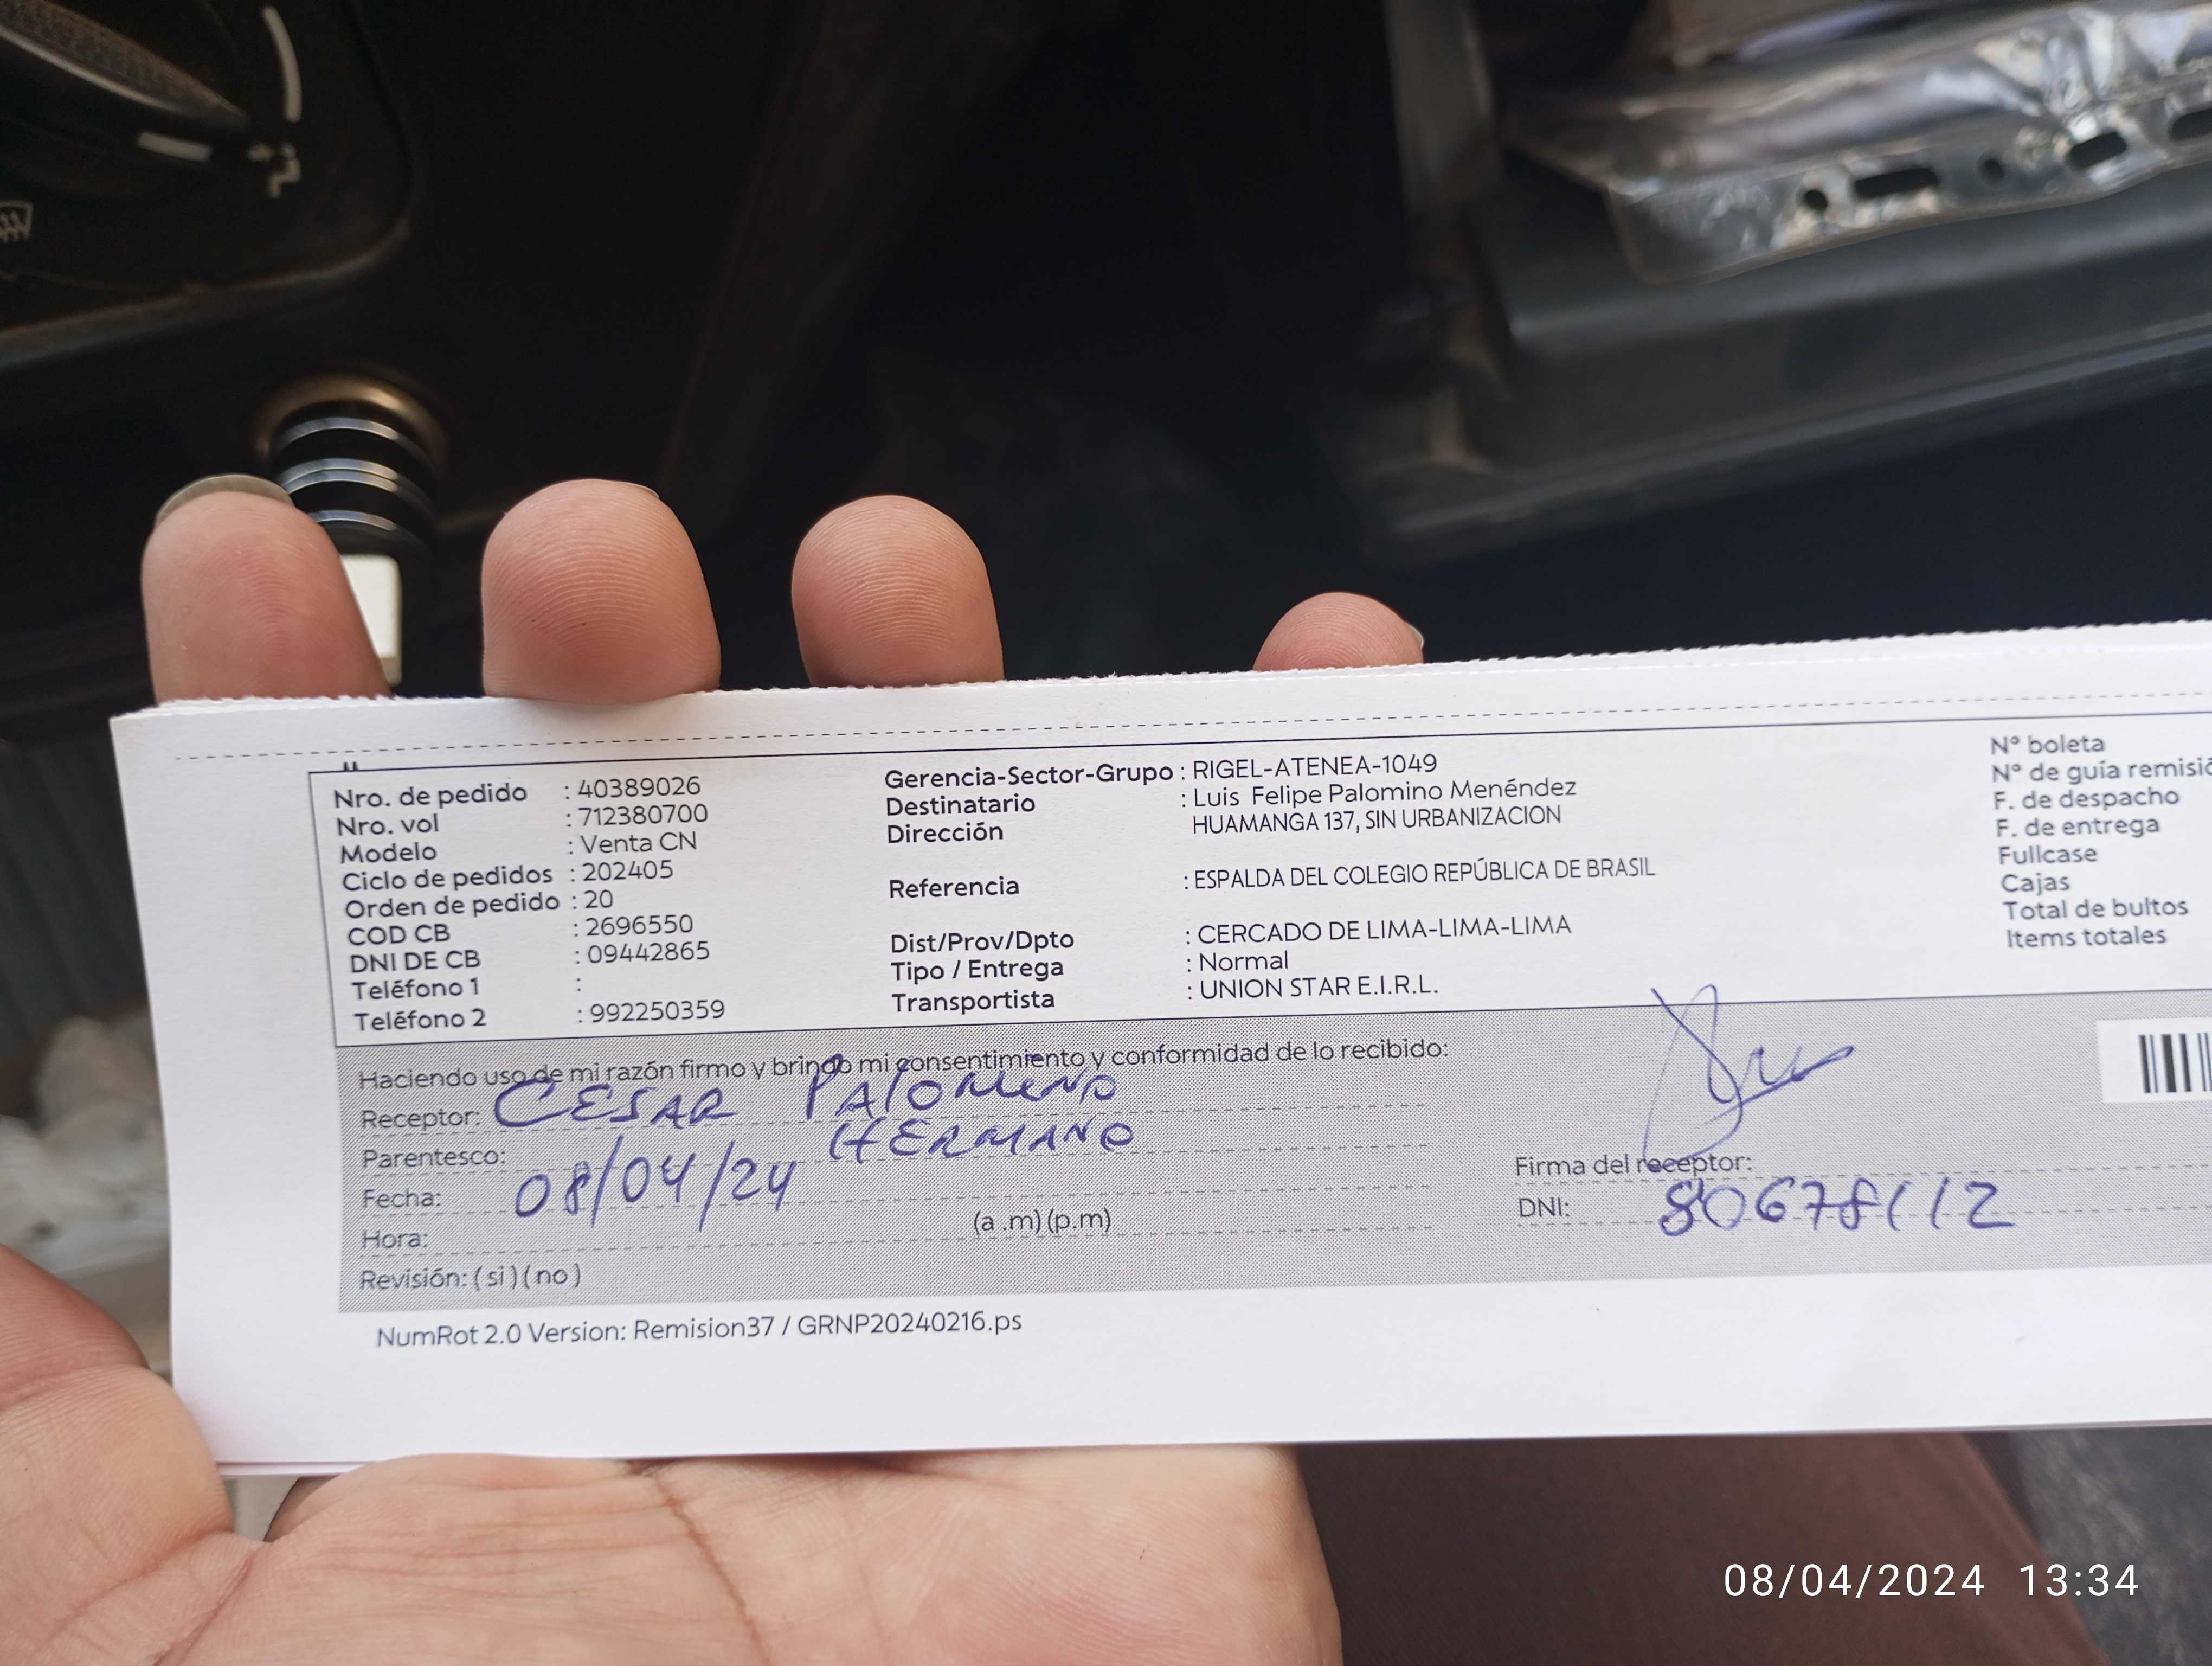 Nro. de pedido : 40389026
Nro. vol : 712380700
Modelo : Venta CN
Ciclo de pedidos : 202405
Orden de pedido : 20
COD CB : 2696550
DNI DE CB : 09442865
Teléfono 1 :
Teléfono 2 : 992250359
Gerencia-Sector-Grupo : RIGEL-ATENEA-1049
Destinatario : Luis Felipe Palomino Menéndez
Dirección HUAMANGA 137, SIN URBANIZACION
Referencia : ESPALDA DEL COLEGIO REPÚBLICA DE BRASIL
Dist/Prov/Dpto : CERCADO DE LIMA-LIMA-LIMA
Tipo / Entrega : Normal
Transportista : UNION STAR E.I.R.L.
N° boleta
N° de guía
F. de despacho
F. de entrega
Fullcase
Cajas
Total de bultos
Items totales
Haciendo uso de mi razón firmo y brindo mi consentimiento y conformidad de lo recibido:
Receptor: CESAR PALOMINO
Parentesco: HERMANO
Fecha: 08/04/24
Hora: (a .m) (p.m)
Revisión: ( si ) ( no )
Firma del receptor:
DNI: 80678112
NumRot 2.0 Version: Remision37 / GRNP20240216.ps
08/04/2024 13:34